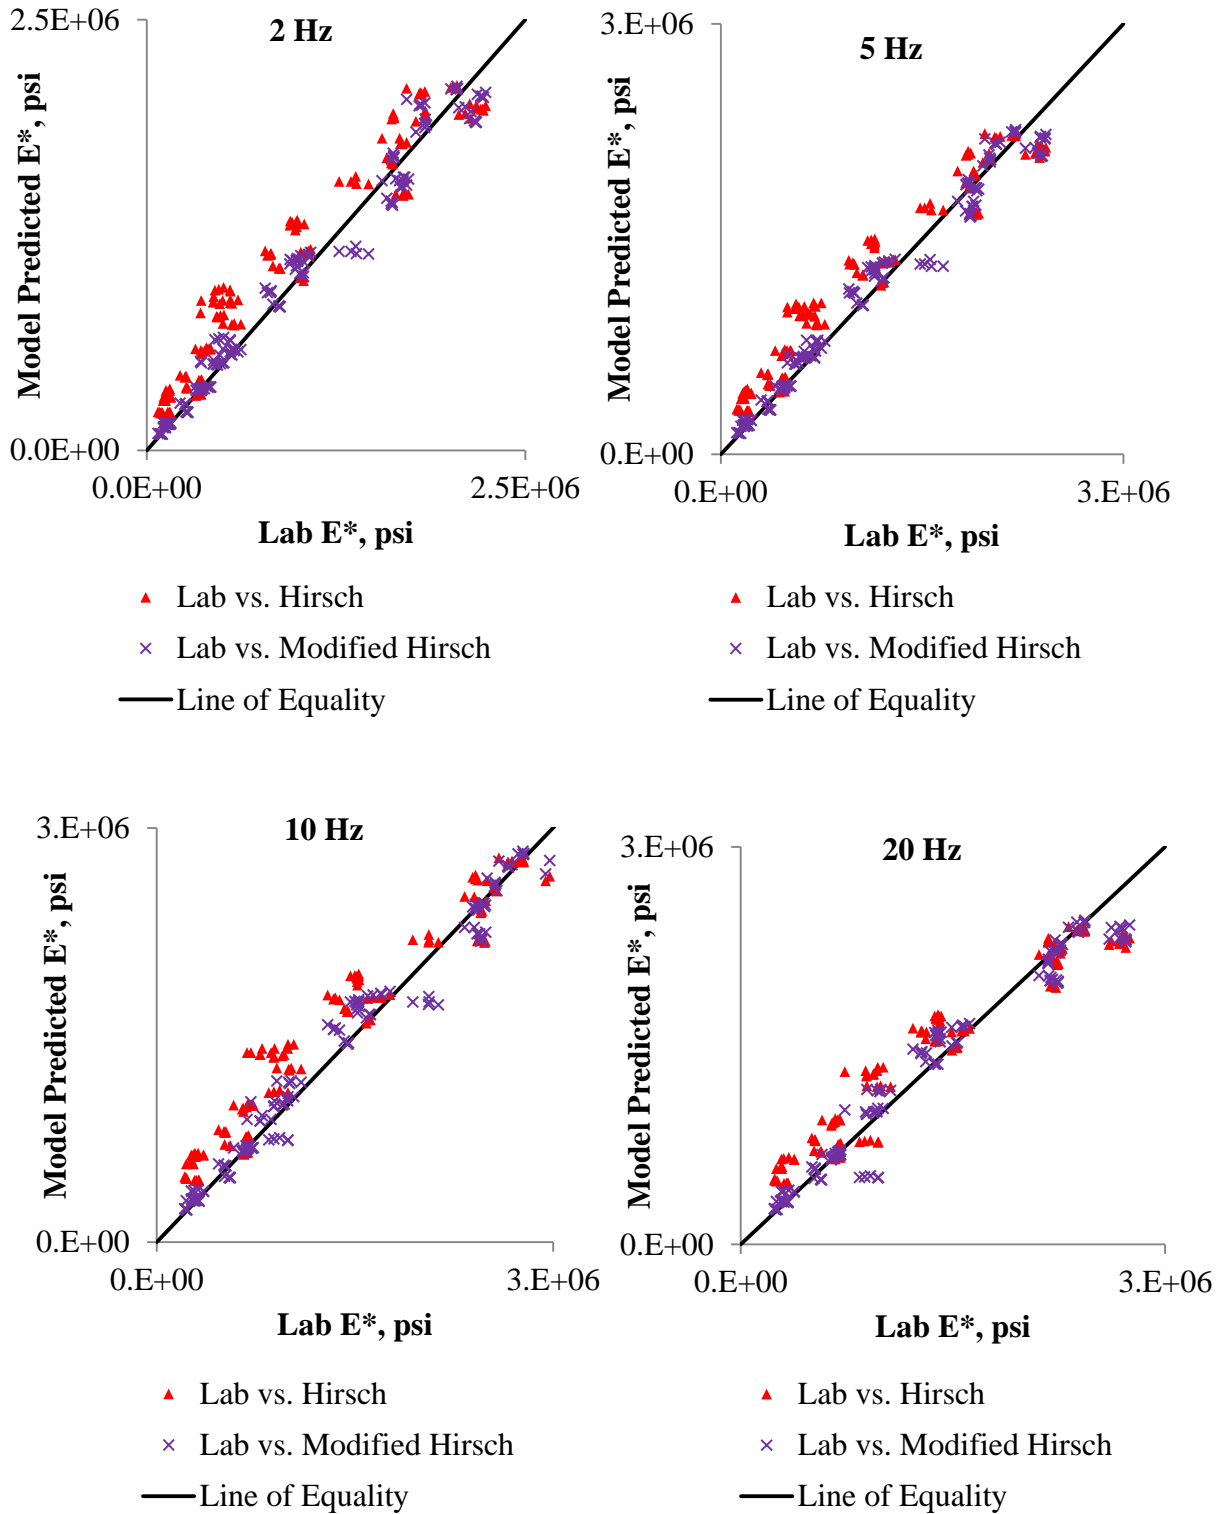 2 Hz
2.5E+06
Model Predicted E*, psi
0.0E+00
0.0E+00
2.5E+06
Lab E*, psi
Lab vs. Hirsch
Lab vs. Modified Hirsch
Line of Equality
5 Hz
3.E+06
Model Predicted E*, psi
0.E+00
0.E+00
3.E+06
Lab E*, psi
Lab vs. Hirsch
Lab vs. Modified Hirsch
Line of Equality
10 Hz
3.E+06
Model Predicted E*, psi
0.E+00
0.E+00
3.E+06
Lab E*, psi
Lab vs. Hirsch
Lab vs. Modified Hirsch
Line of Equality
20 Hz
3.E+06
Model Predicted E*, psi
0.E+00
0.E+00
3.E+06
Lab E*, psi
Lab vs. Hirsch
Lab vs. Modified Hirsch
Line of Equality